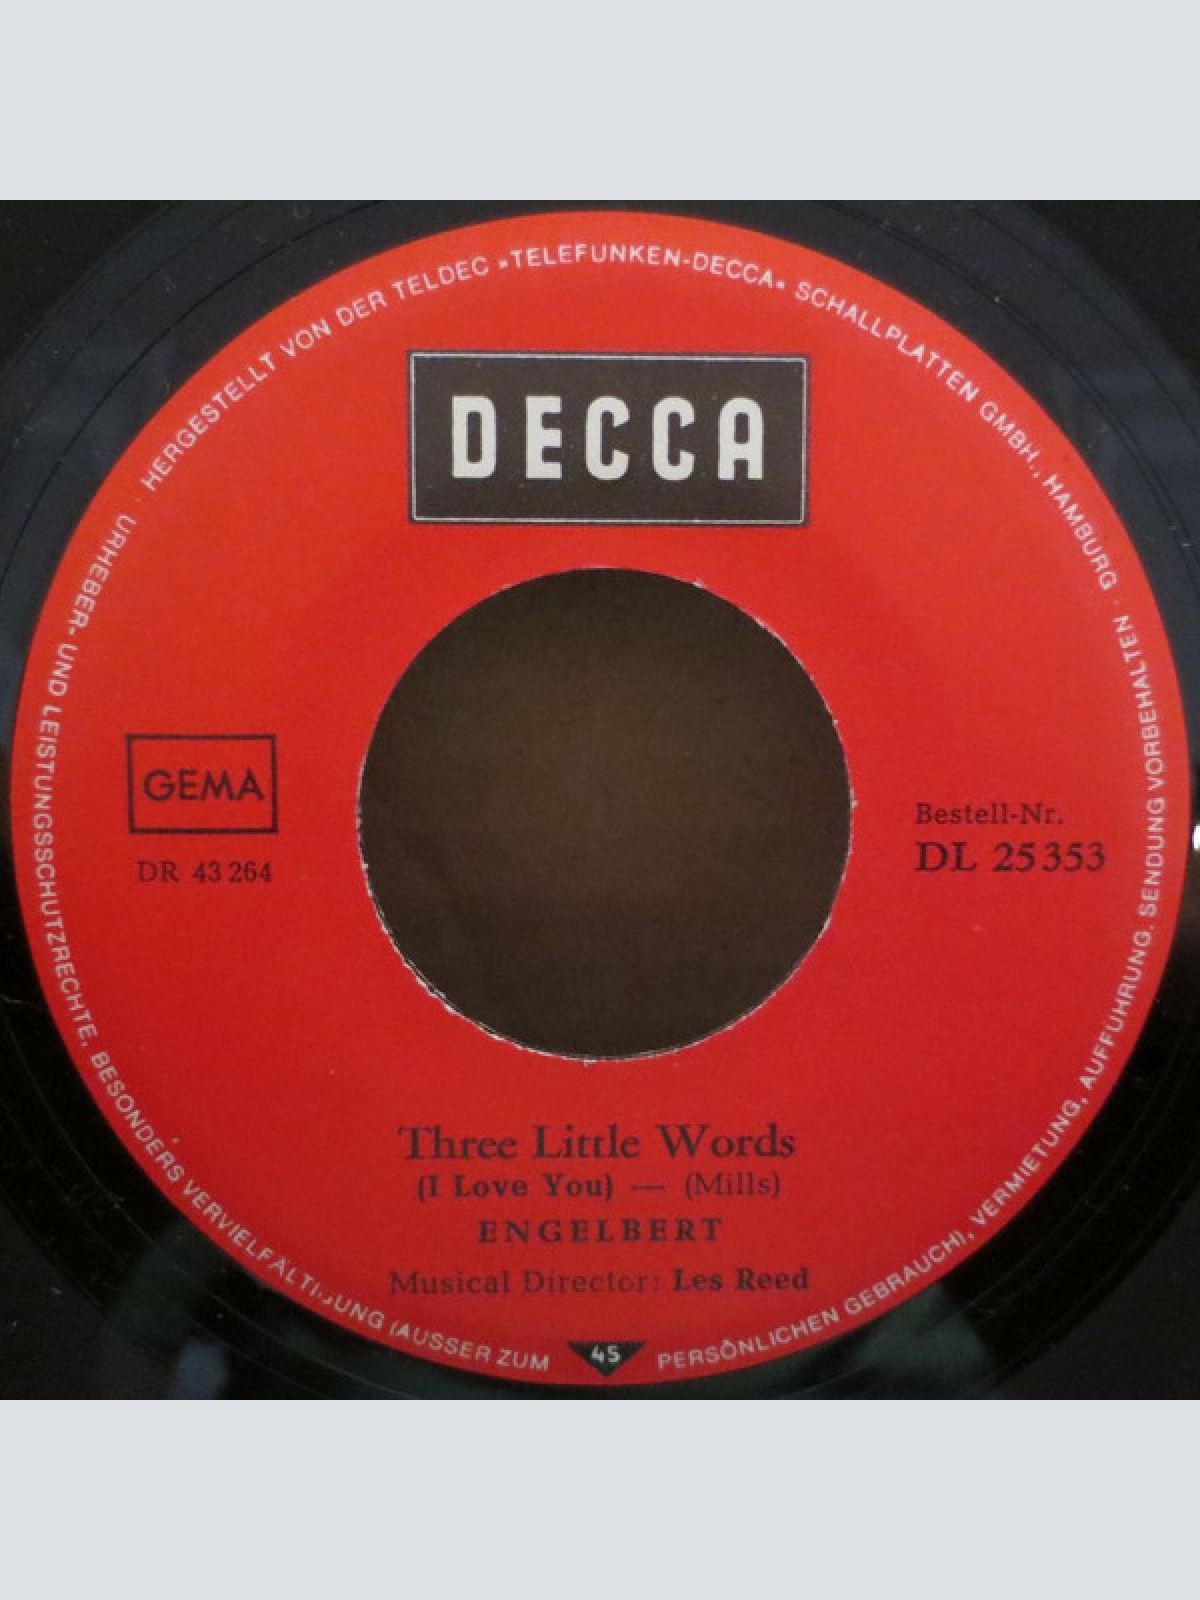 HERGESTELLT VON DER TELDEC »TELEFUNKEN-DECCA« SCHALLPLATTEN GMBH., HAMBURG ·
URHEBER- UND LEISTUNGSSCHUTZRECHTE, BESONDERS VERVIELFÄLTIGUNG (AUSSER ZUM PERSÖNLICHEN GEBRAUCH), VERMIETUNG, AUFFÜHRUNG, SENDUNG VORBEHALTEN ·
DECCA
GEMA
DR 43 264
Bestell-Nr.
DL 25 353
Three Little Words
(I Love You) — (Mills)
ENGELBERT
Musical Director: Les Reed
45